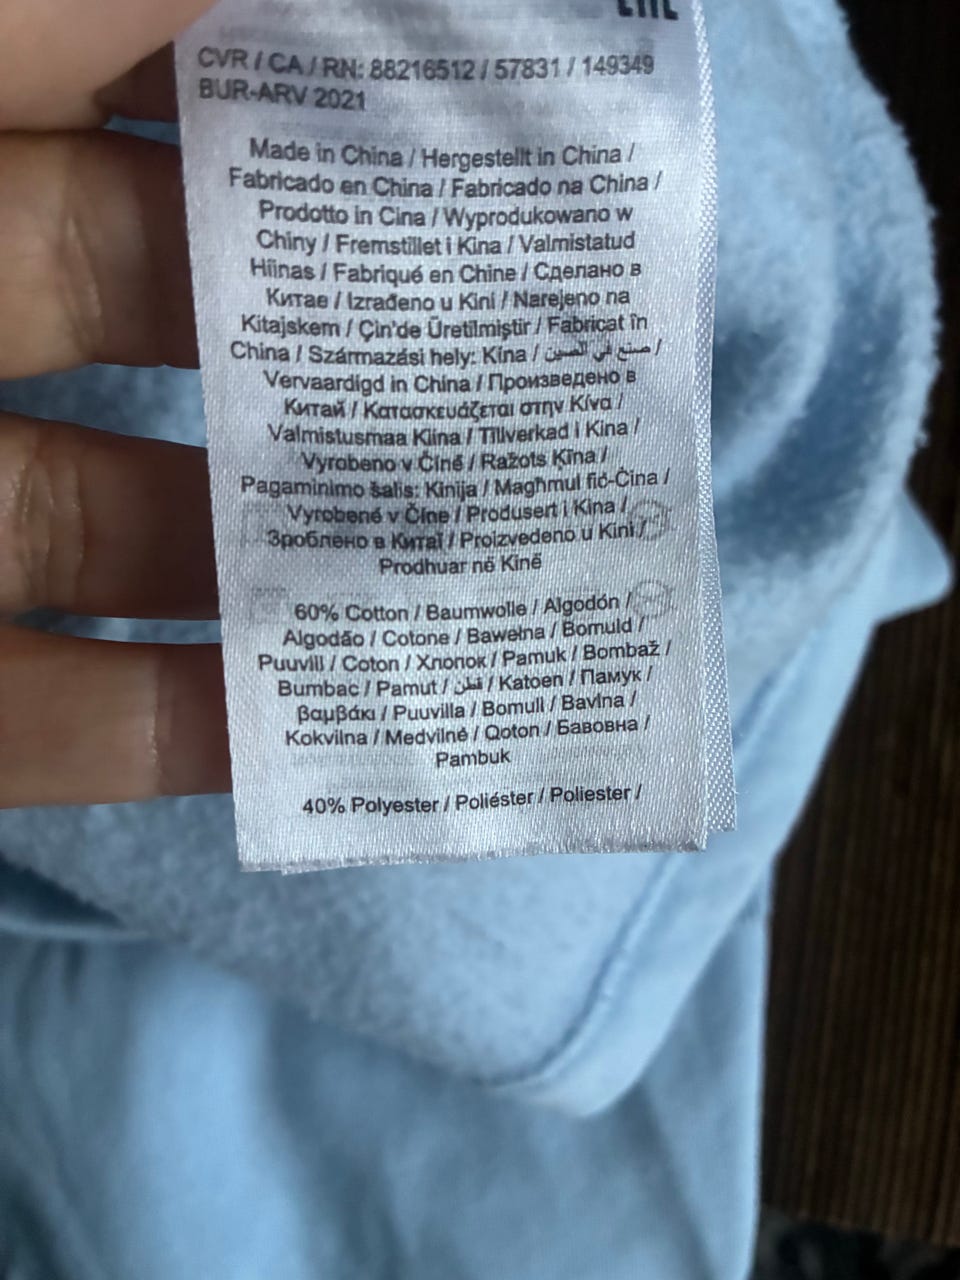 EAC
CVR / CA / RN: 88216512 / 57831 / 149349
BUR-ARV 2021
Made in China / Hergestellt in China /
Fabricado en China / Fabricado na China /
Prodotto in Cina / Wyprodukowano w
Chiny / Fremstillet i Kina / Valmistatud
Hiinas / Fabriqué en Chine / Сделано в
Китае / Izrađeno u Kini / Narejeno na
Kitajskem / Çin'de Üretilmiştir / Fabricat în
China / Származási hely: Kína / صنع في الصين /
Vervaardigd in China / Произведено в
Китай / Κατασκευάζεται στην Κίνα /
Valmistusmaa Kiina / Tillverkad i Kina /
Vyrobeno v Číně / Ražots Ķīna /
Pagaminimo šalis: Kinija / Magħmul fiċ-Ċina /
Vyrobené v Číne / Produsert i Kina /
Зроблено в Китаї / Proizvedeno u Kini /
Prodhuar në Kinë
60% Cotton / Baumwolle / Algodón /
Algodão / Cotone / Bawełna / Bomuld /
Puuvill / Coton / Хлопок / Pamuk / Bombaž /
Bumbac / Pamut / قطن / Katoen / Памук /
βαμβάκι / Puuvilla / Bomull / Bavlna /
Kokvilna / Medvilnė / Qoton / Бавовна /
Pambuk
40% Polyester / Poliéster / Poliester /